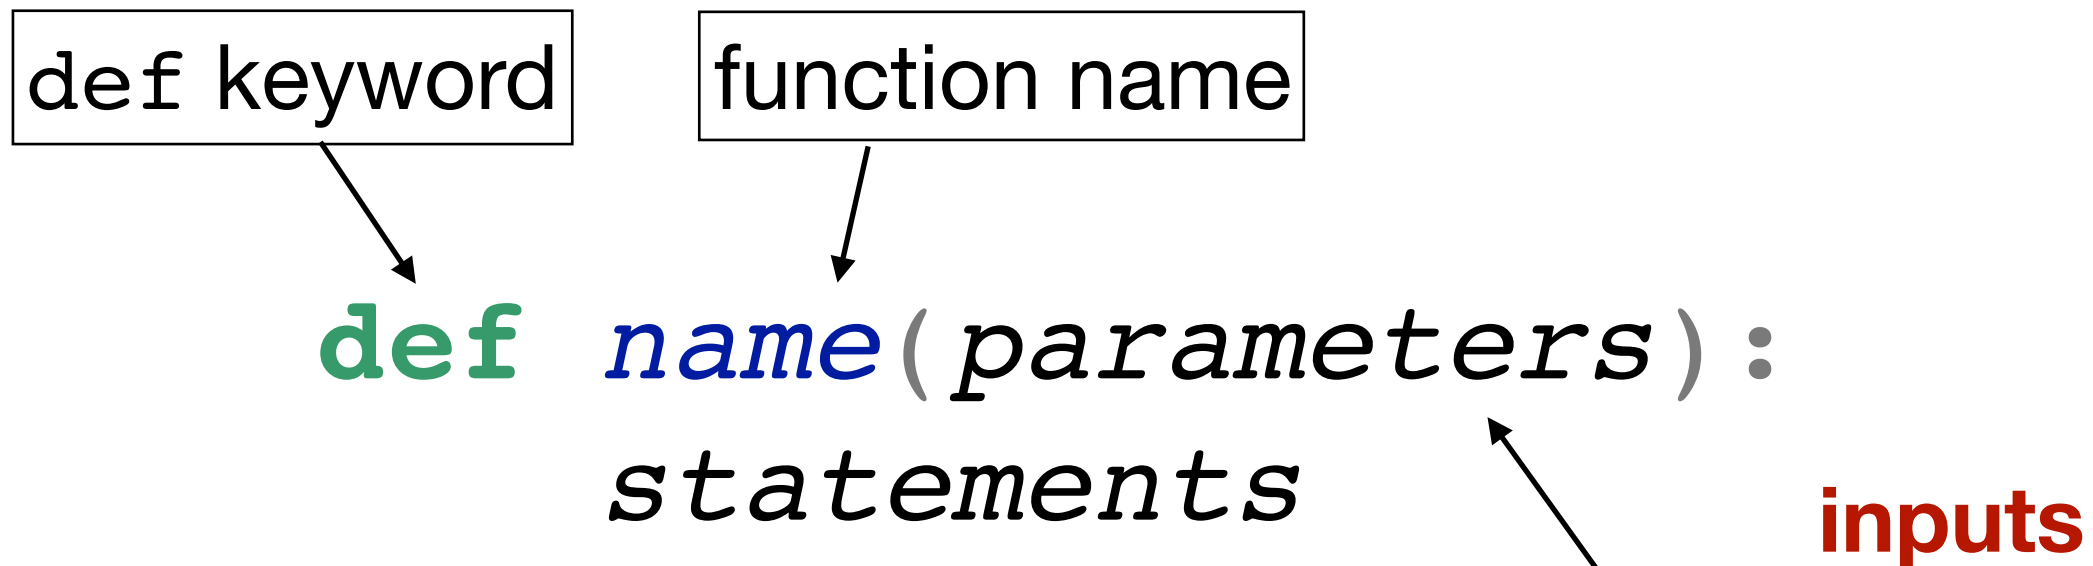 def keyword
function name
def name(parameters):
statements
inputs